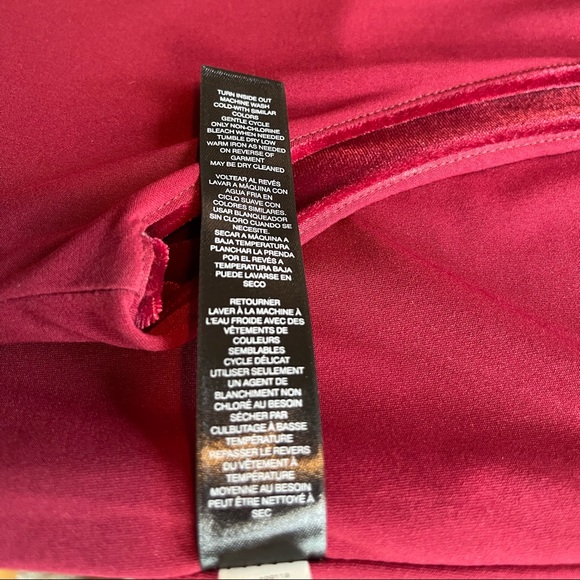 TURN INSIDE OUT
MACHINE WASH
COLD-WITH SIMILAR
COLORS
GENTLE CYCLE
ONLY NON-CHLORINE
BLEACH WHEN NEEDED
TUMBLE DRY LOW
WARM IRON AS NEEDED
ON REVERSE OF
GARMENT
MAY BE DRY CLEANED
VOLTEAR AL REVÉS
LAVAR A MÁQUINA CON
AGUA FRIA EN
CICLO SUAVE CON
COLORES SIMILARES.
USAR BLANQUEADOR
SIN CLORO CUANDO SE
NECESITE.
SECAR A MÁQUINA A
BAJA TEMPERATURA
PLANCHAR LA PRENDA
POR EL REVÉS A
TEMPERATURA BAJA
PUEDE LAVARSE EN
SECO
RETOURNER
LAVER À LA MACHINE À
L'EAU FROIDE AVEC DES
VÊTEMENTS DE
COULEURS
SEMBLABLES
CYCLE DÉLICAT
UTILISER SEULEMENT
UN AGENT DE
BLANCHIMENT NON
CHLORÉ AU BESOIN
SÉCHER PAR
CULBUTAGE À BASSE
TEMPÉRATURE
REPASSER LE REVERS
DU VÊTEMENT À
TEMPÉRATURE
MOYENNE AU BESOIN
PEUT ÊTRE NETTOYÉ À
SEC